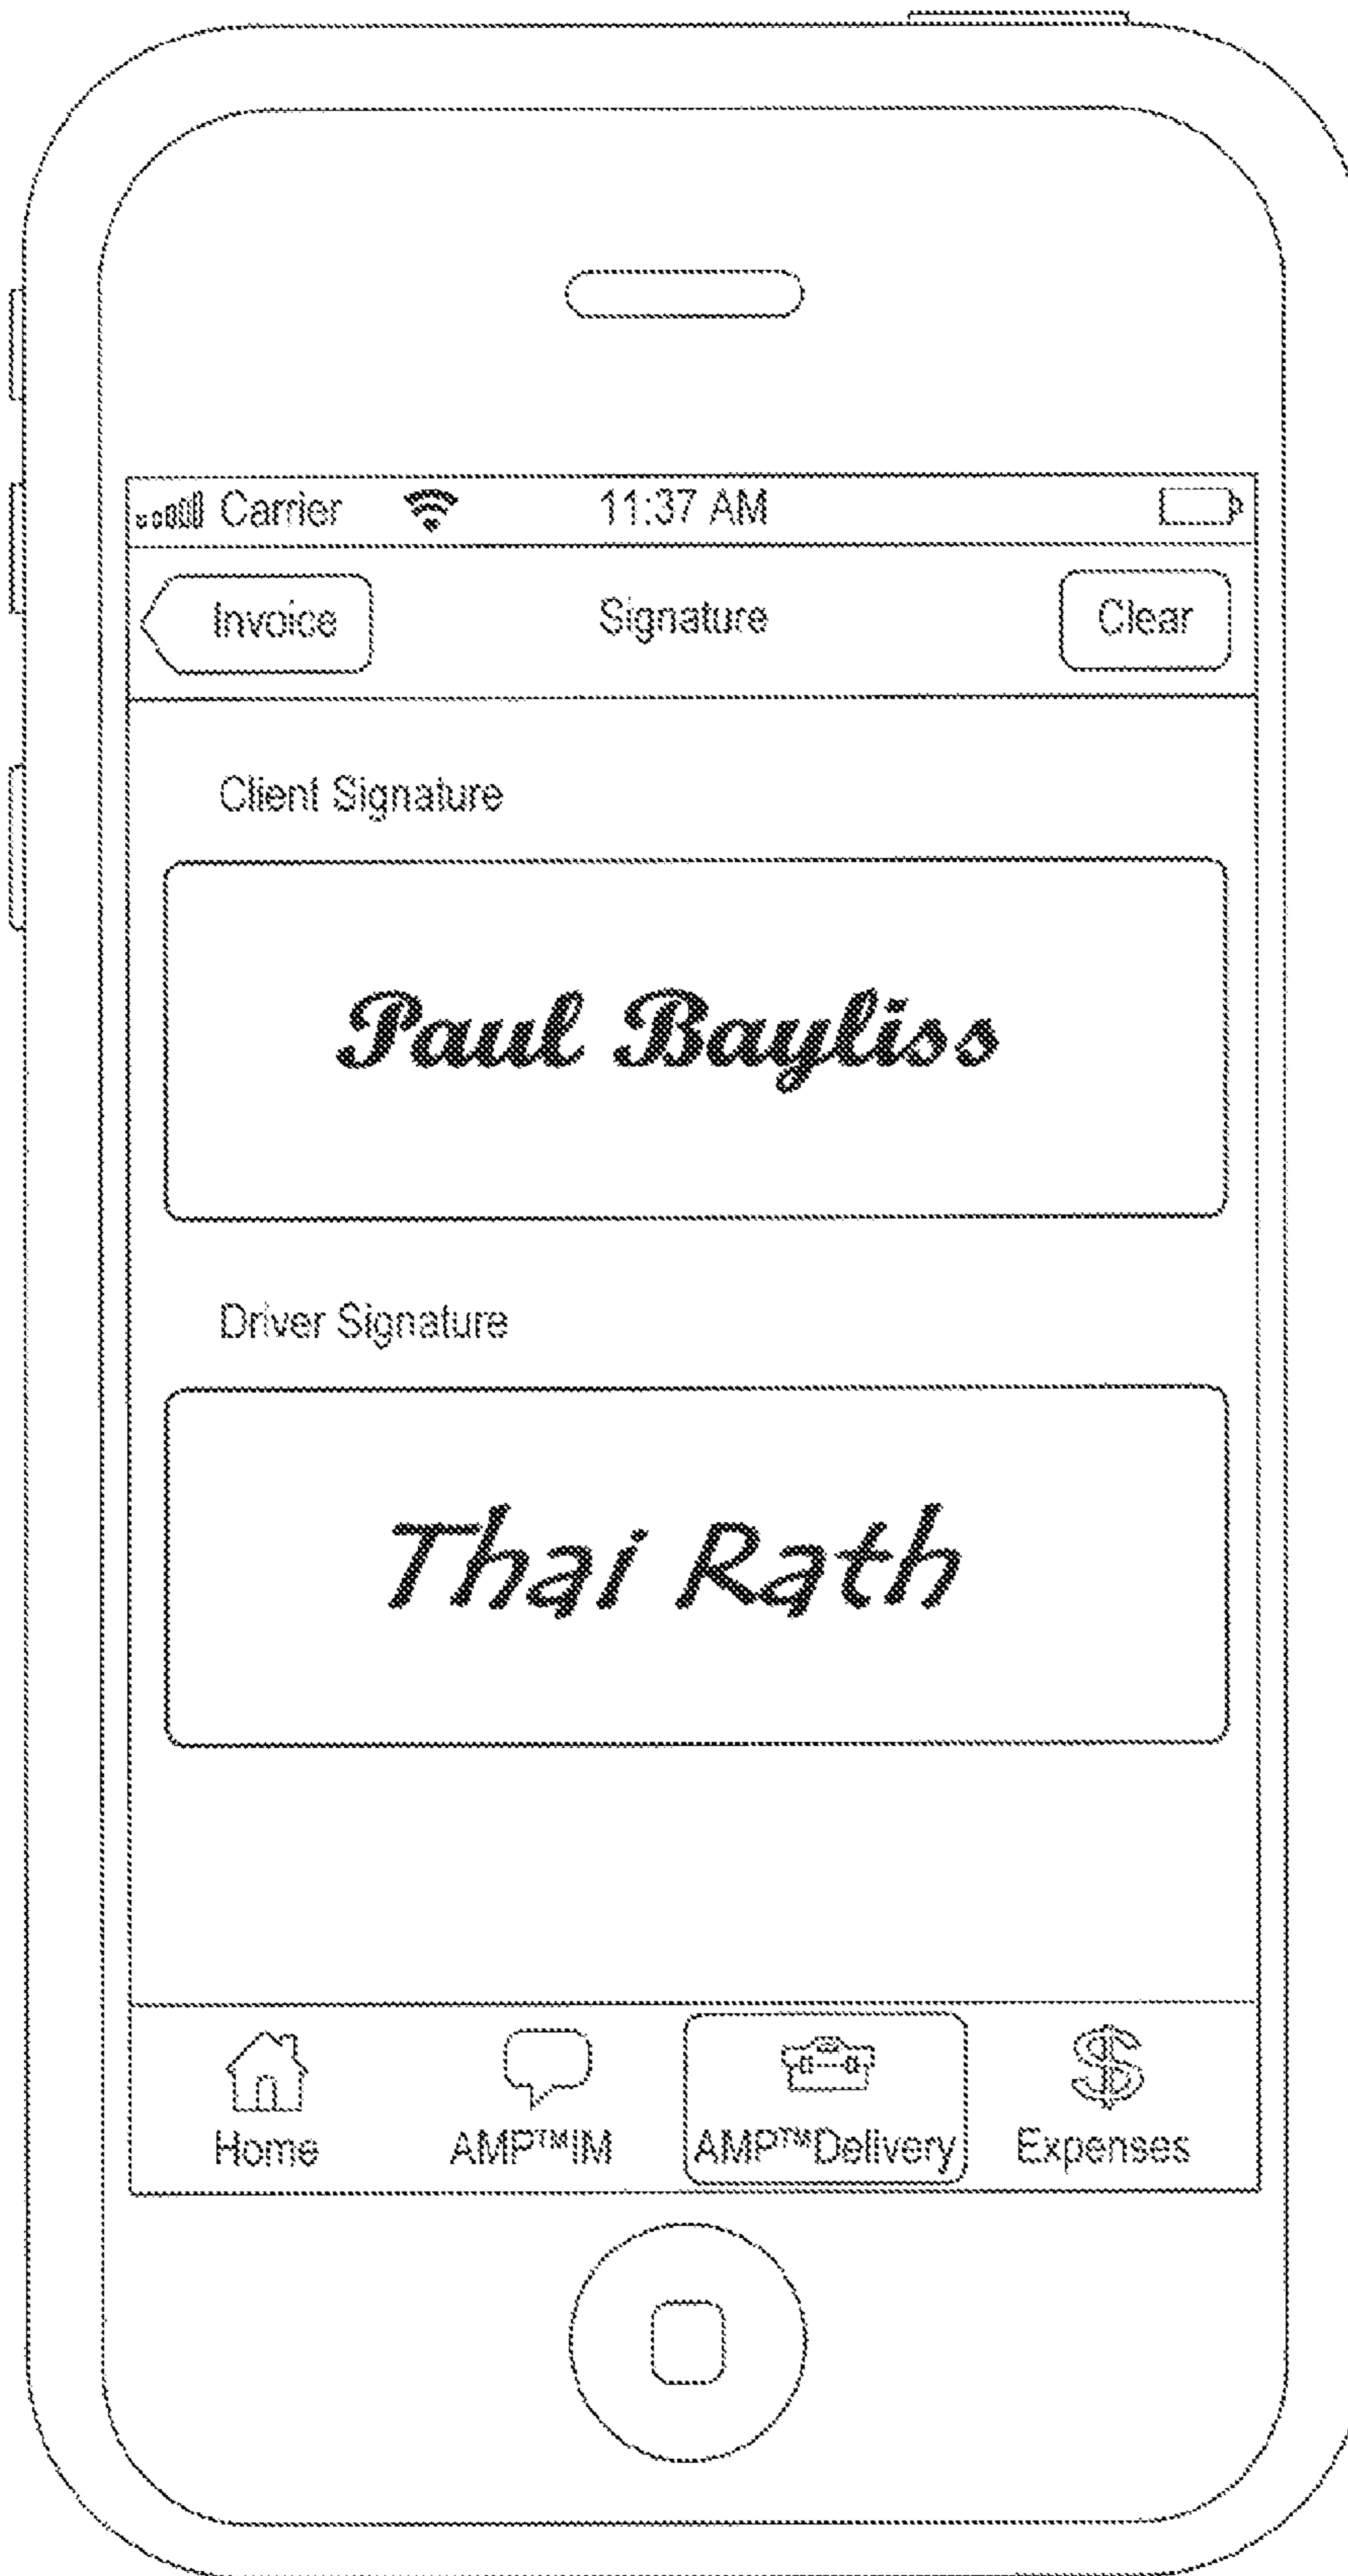 Carrier 11:37 AM
Invoice Signature Clear
Client Signature
Paul Bayliss
Driver Signature
Thai Rath
Home AMP™IM AMP™Delivery Expenses